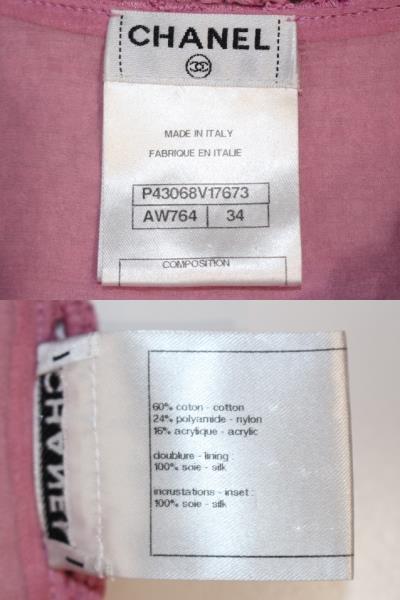 CHANEL
MADE IN ITALY
FABRIQUE EN ITALIE
P43068V17673
AW764 34
COMPOSITION
CHANEL
60% coton - cotton
24% polyamide - nylon
16% acrylique - acrylic
doublure - lining :
100% soie - silk
incrustations - inset :
100% soie - silk